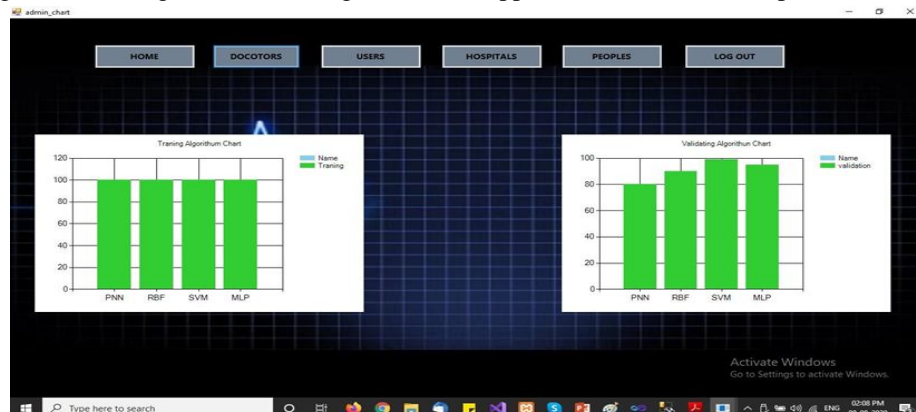 admin_chart
HOME DOCOTORS USERS HOSPITALS PEOPLES LOG OUT
Traning Algorithum Chart
Name
Traning
120
100
80
60
40
20
0
PNN RBF SVM MLP
Validating Algorithun Chart
Name
validation
100
80
60
40
20
0
PNN RBF SVM MLP
Activate Windows
Go to Settings to activate Windows.
Type here to search
ENG
02:08 PM